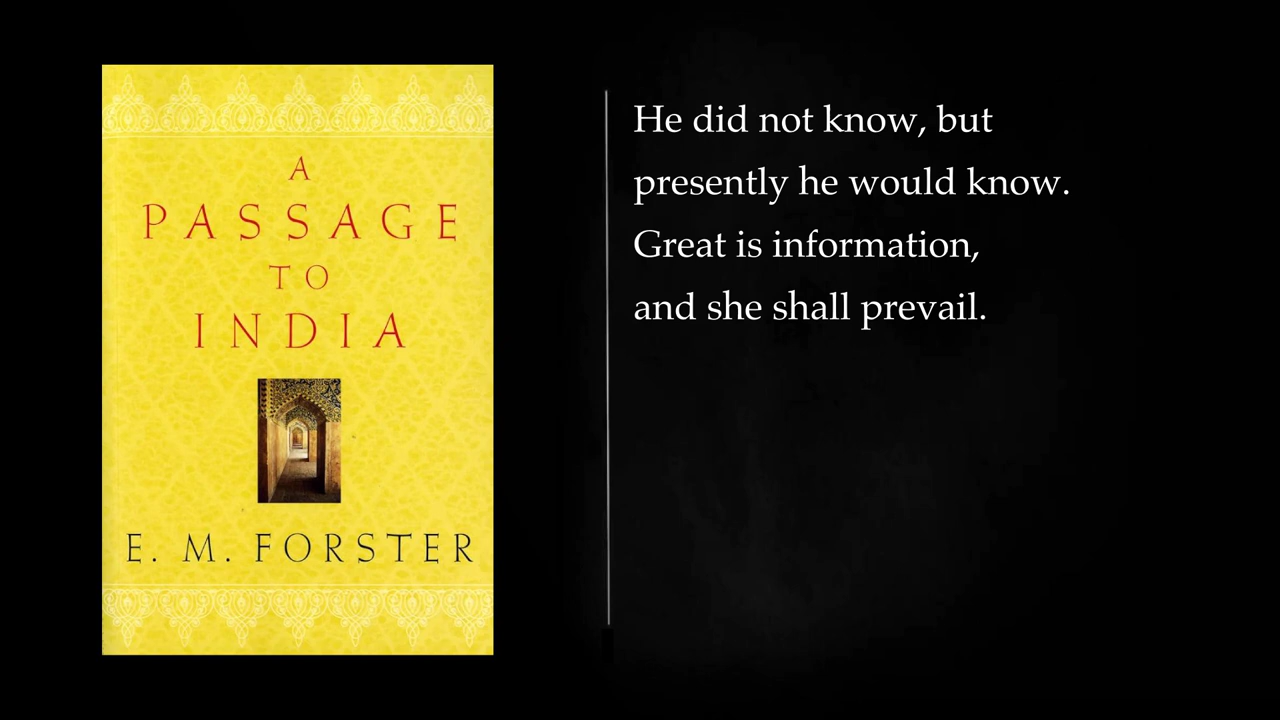 A
PASSAGE
TO
INDIA
E. M. FORSTER
He did not know, but
presently he would know.
Great is information,
and she shall prevail.